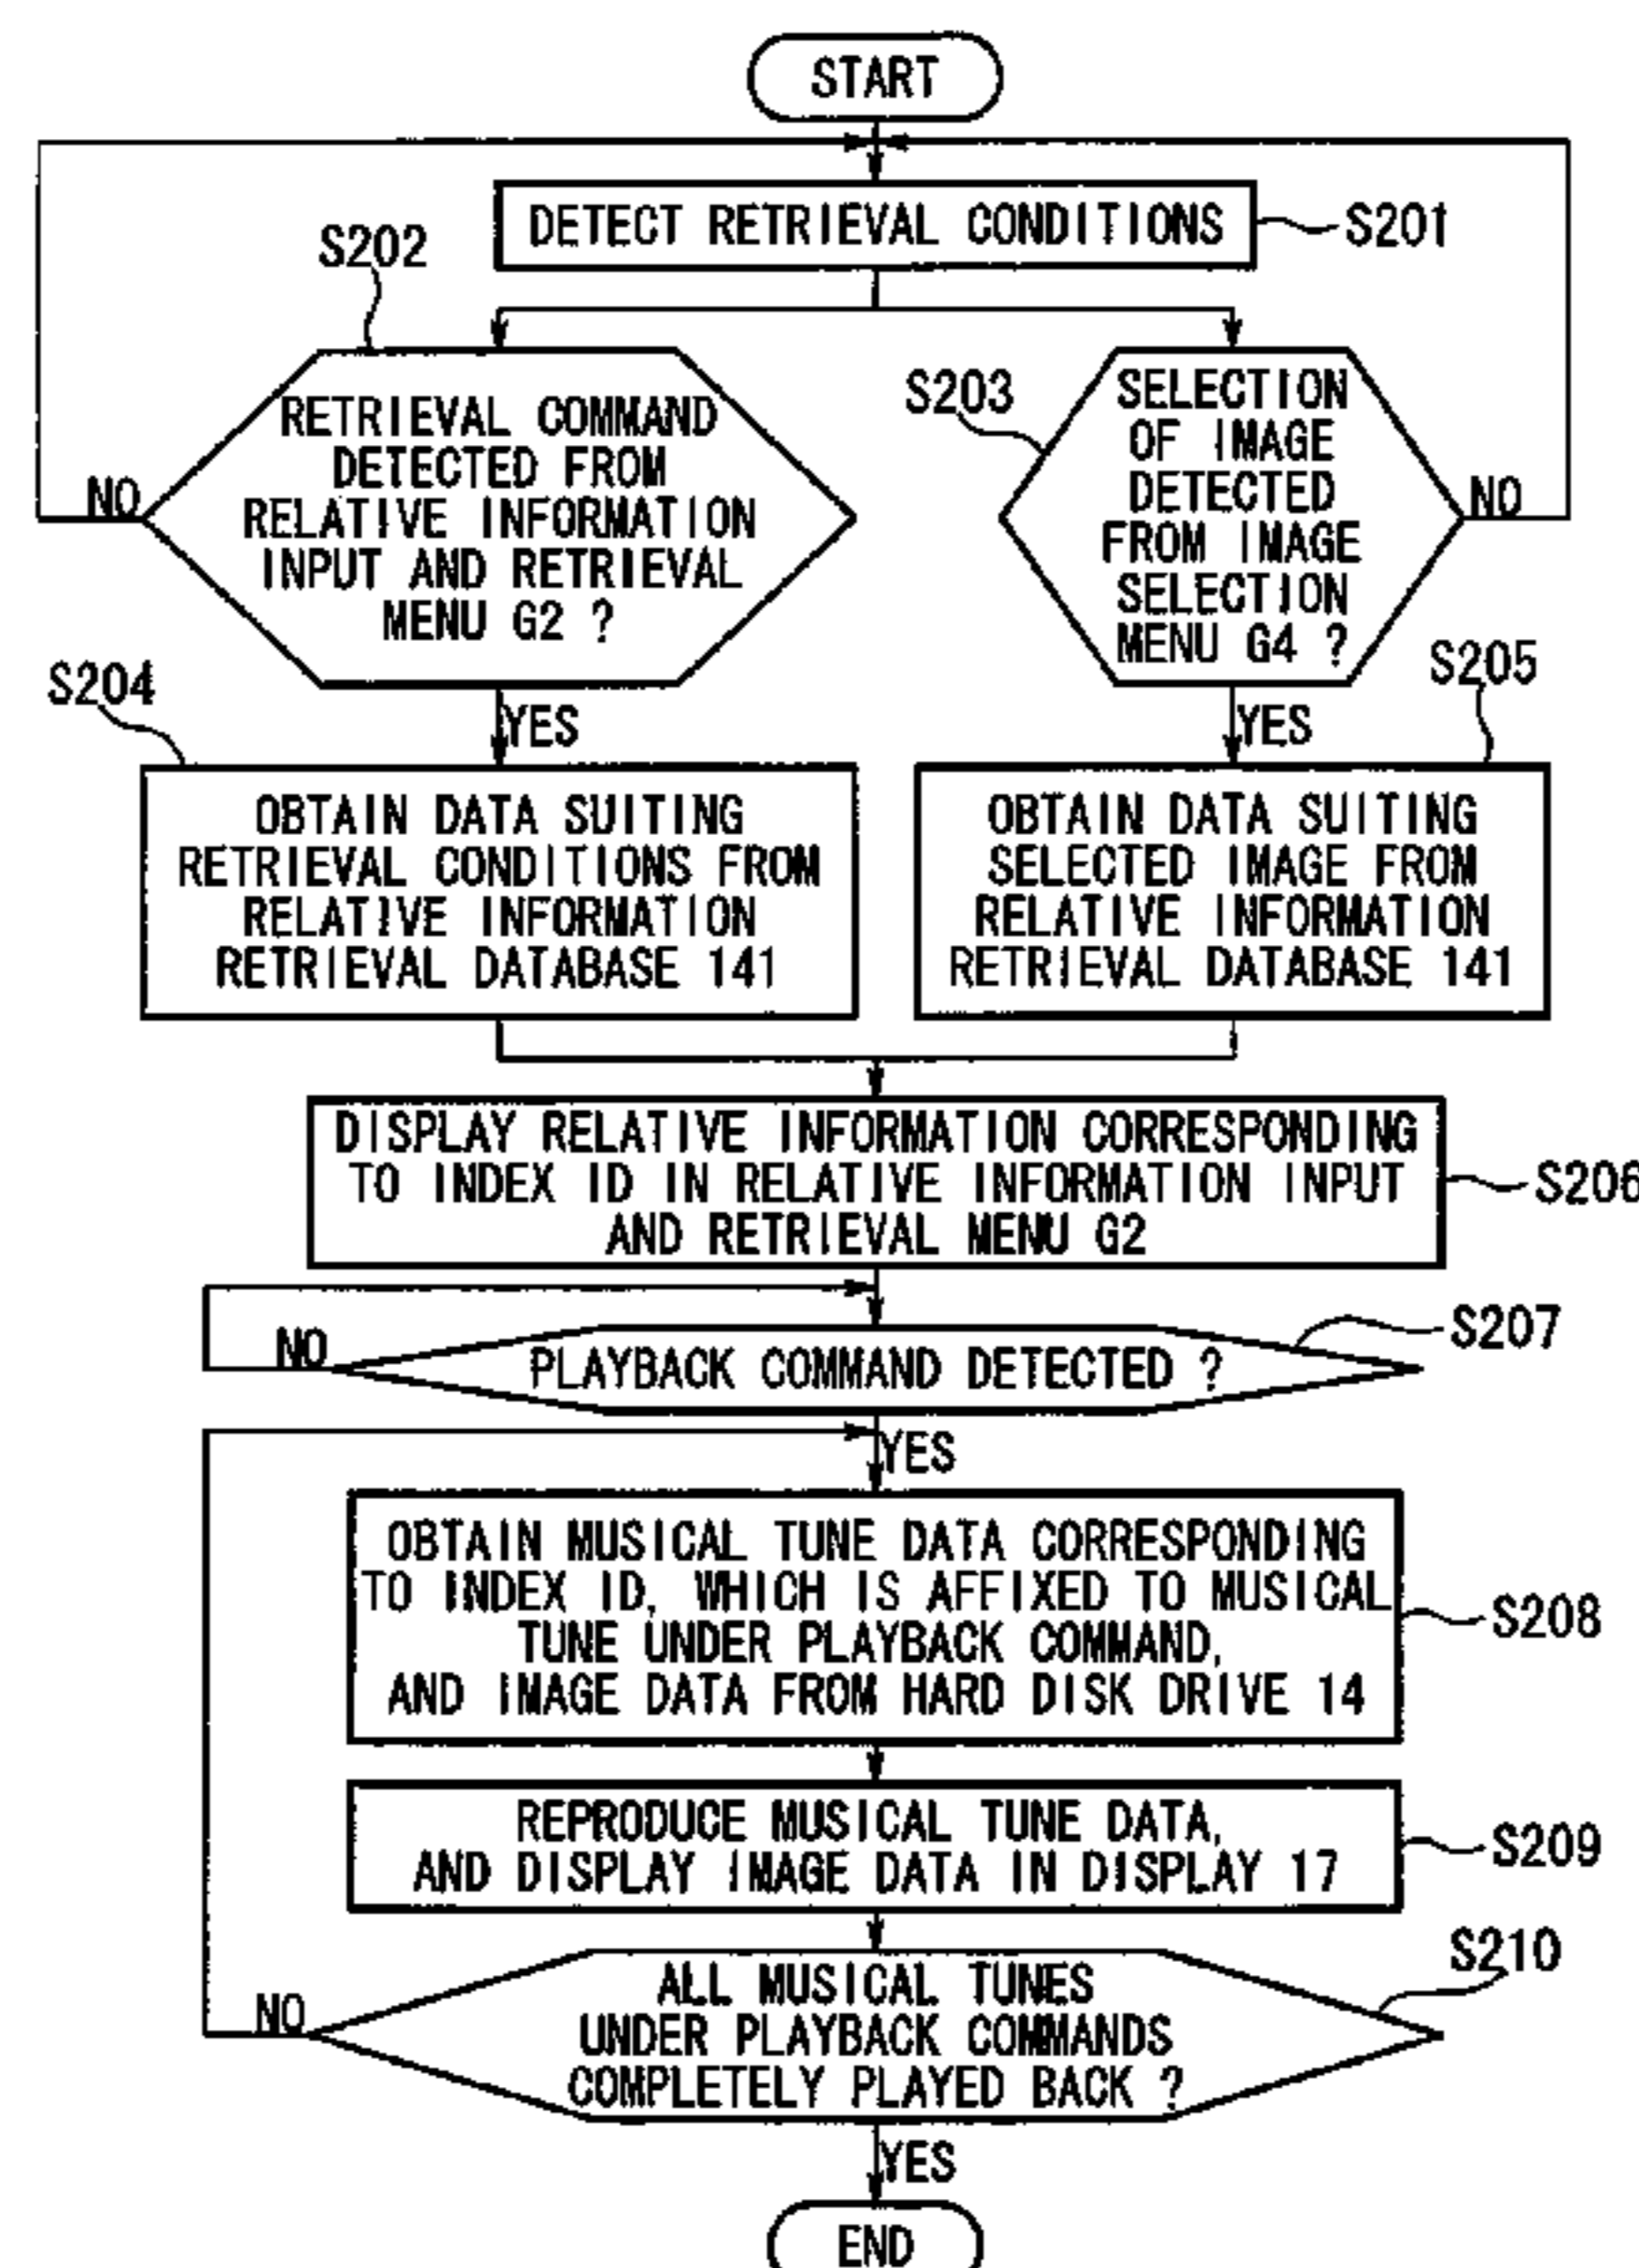 START
DETECT RETRIEVAL CONDITIONS
S201
S202
RETRIEVAL COMMAND
DETECTED FROM
RELATIVE INFORMATION
INPUT AND RETRIEVAL
MENU G2 ?
NO
YES
S203
SELECTION
OF IMAGE
DETECTED
FROM IMAGE
SELECTION
MENU G4 ?
NO
YES
S204
OBTAIN DATA SUITING
RETRIEVAL CONDITIONS FROM
RELATIVE INFORMATION
RETRIEVAL DATABASE 141
S205
OBTAIN DATA SUITING
SELECTED IMAGE FROM
RELATIVE INFORMATION
RETRIEVAL DATABASE 141
DISPLAY RELATIVE INFORMATION CORRESPONDING
TO INDEX ID IN RELATIVE INFORMATION INPUT
AND RETRIEVAL MENU G2
S206
NO
PLAYBACK COMMAND DETECTED ?
S207
YES
OBTAIN MUSICAL TUNE DATA CORRESPONDING
TO INDEX ID, WHICH IS AFFIXED TO MUSICAL
TUNE UNDER PLAYBACK COMMAND,
AND IMAGE DATA FROM HARD DISK DRIVE 14
S208
REPRODUCE MUSICAL TUNE DATA,
AND DISPLAY IMAGE DATA IN DISPLAY 17
S209
S210
NO
ALL MUSICAL TUNES
UNDER PLAYBACK COMMANDS
COMPLETELY PLAYED BACK ?
YES
END